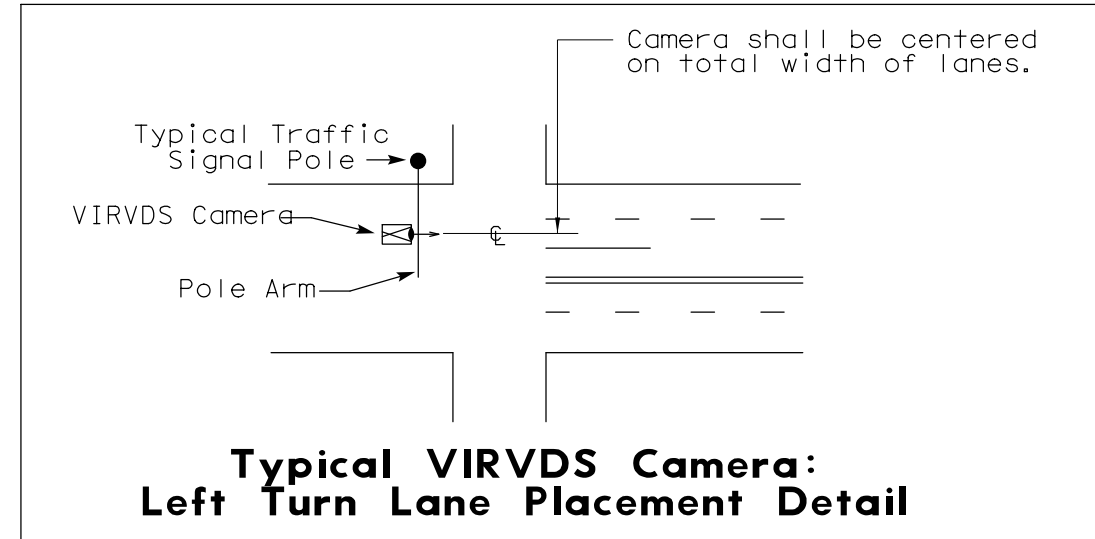 Camera shall be centered
on total width of lanes.
Typical Traffic
Signal Pole
VIRVDS Camera
℄
Pole Arm
Typical VIRVDS Camera:
Left Turn Lane Placement Detail